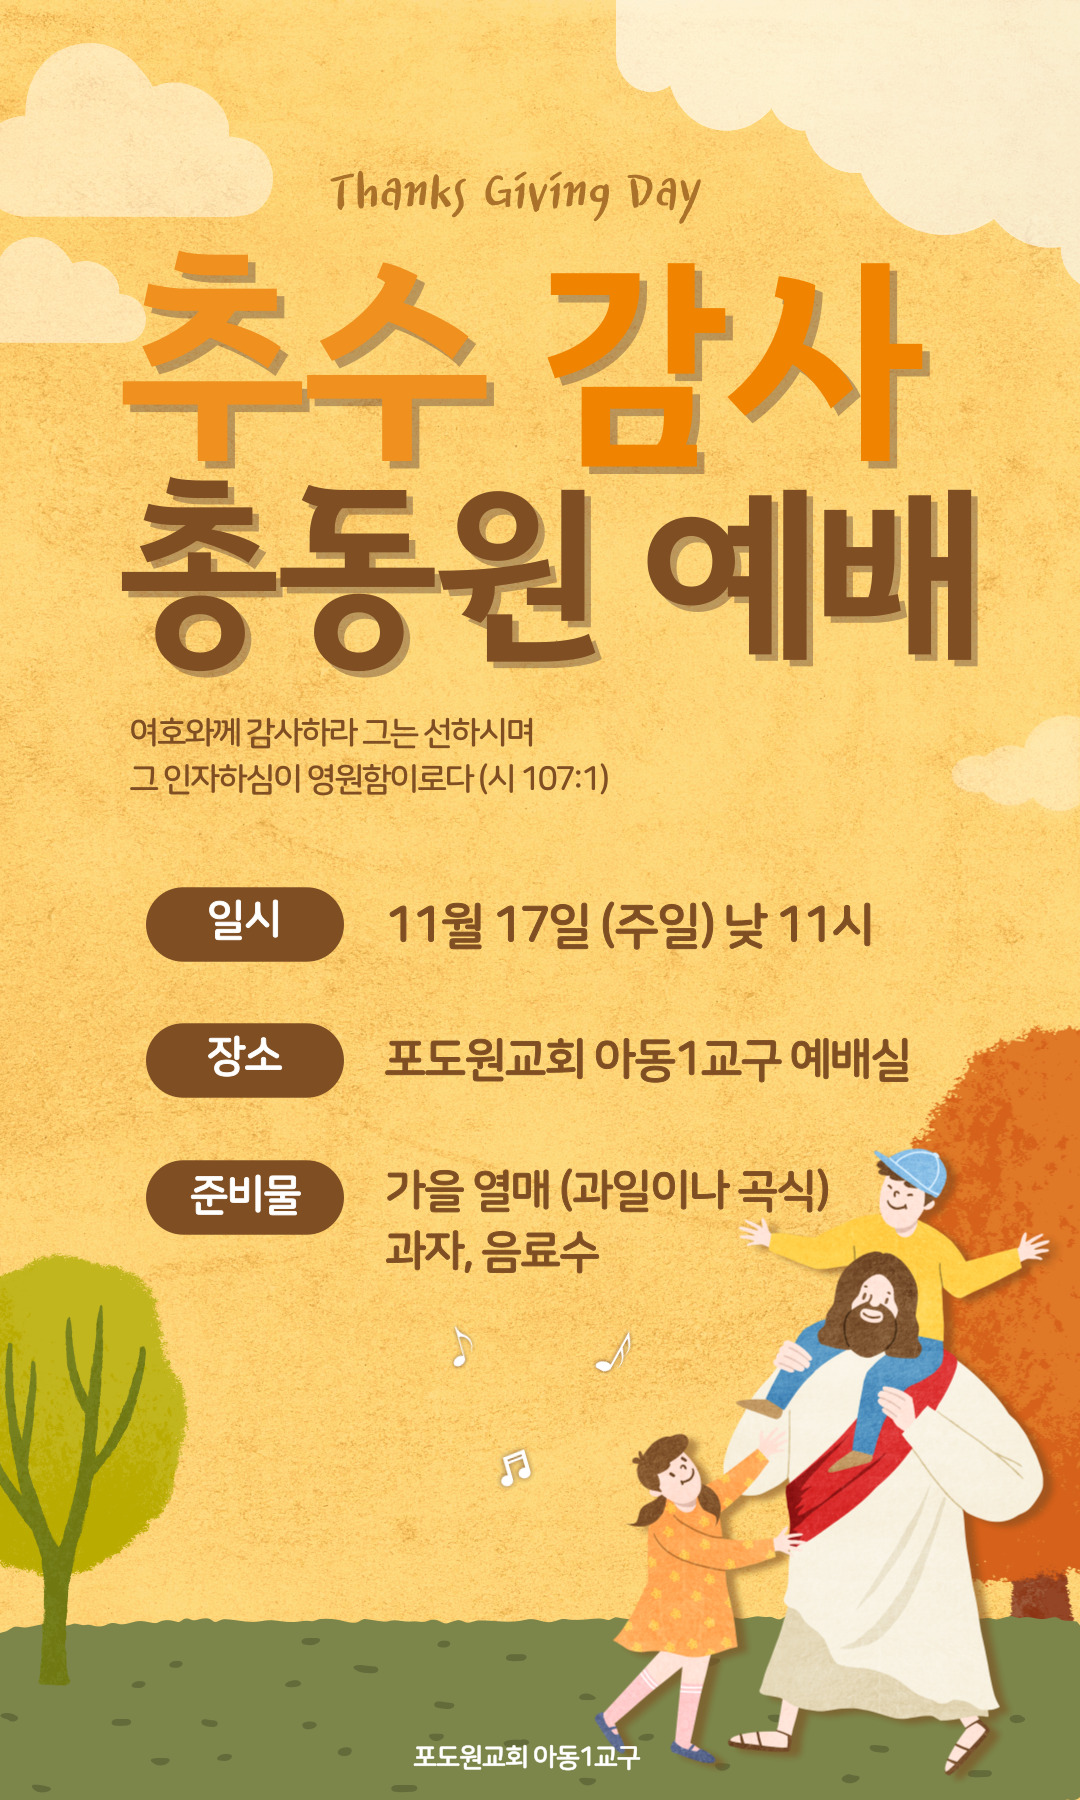 Thanks Giving Day
추수 감사
총동원 예배
여호와께 감사하라 그는 선하시며
그 인자하심이 영원함이로다 (시 107:1)
일시
11월 17일 (주일) 낮 11시
장소
포도원교회 아동1교구 예배실
준비물
가을 열매 (과일이나 곡식)
과자, 음료수
포도원교회 아동1교구